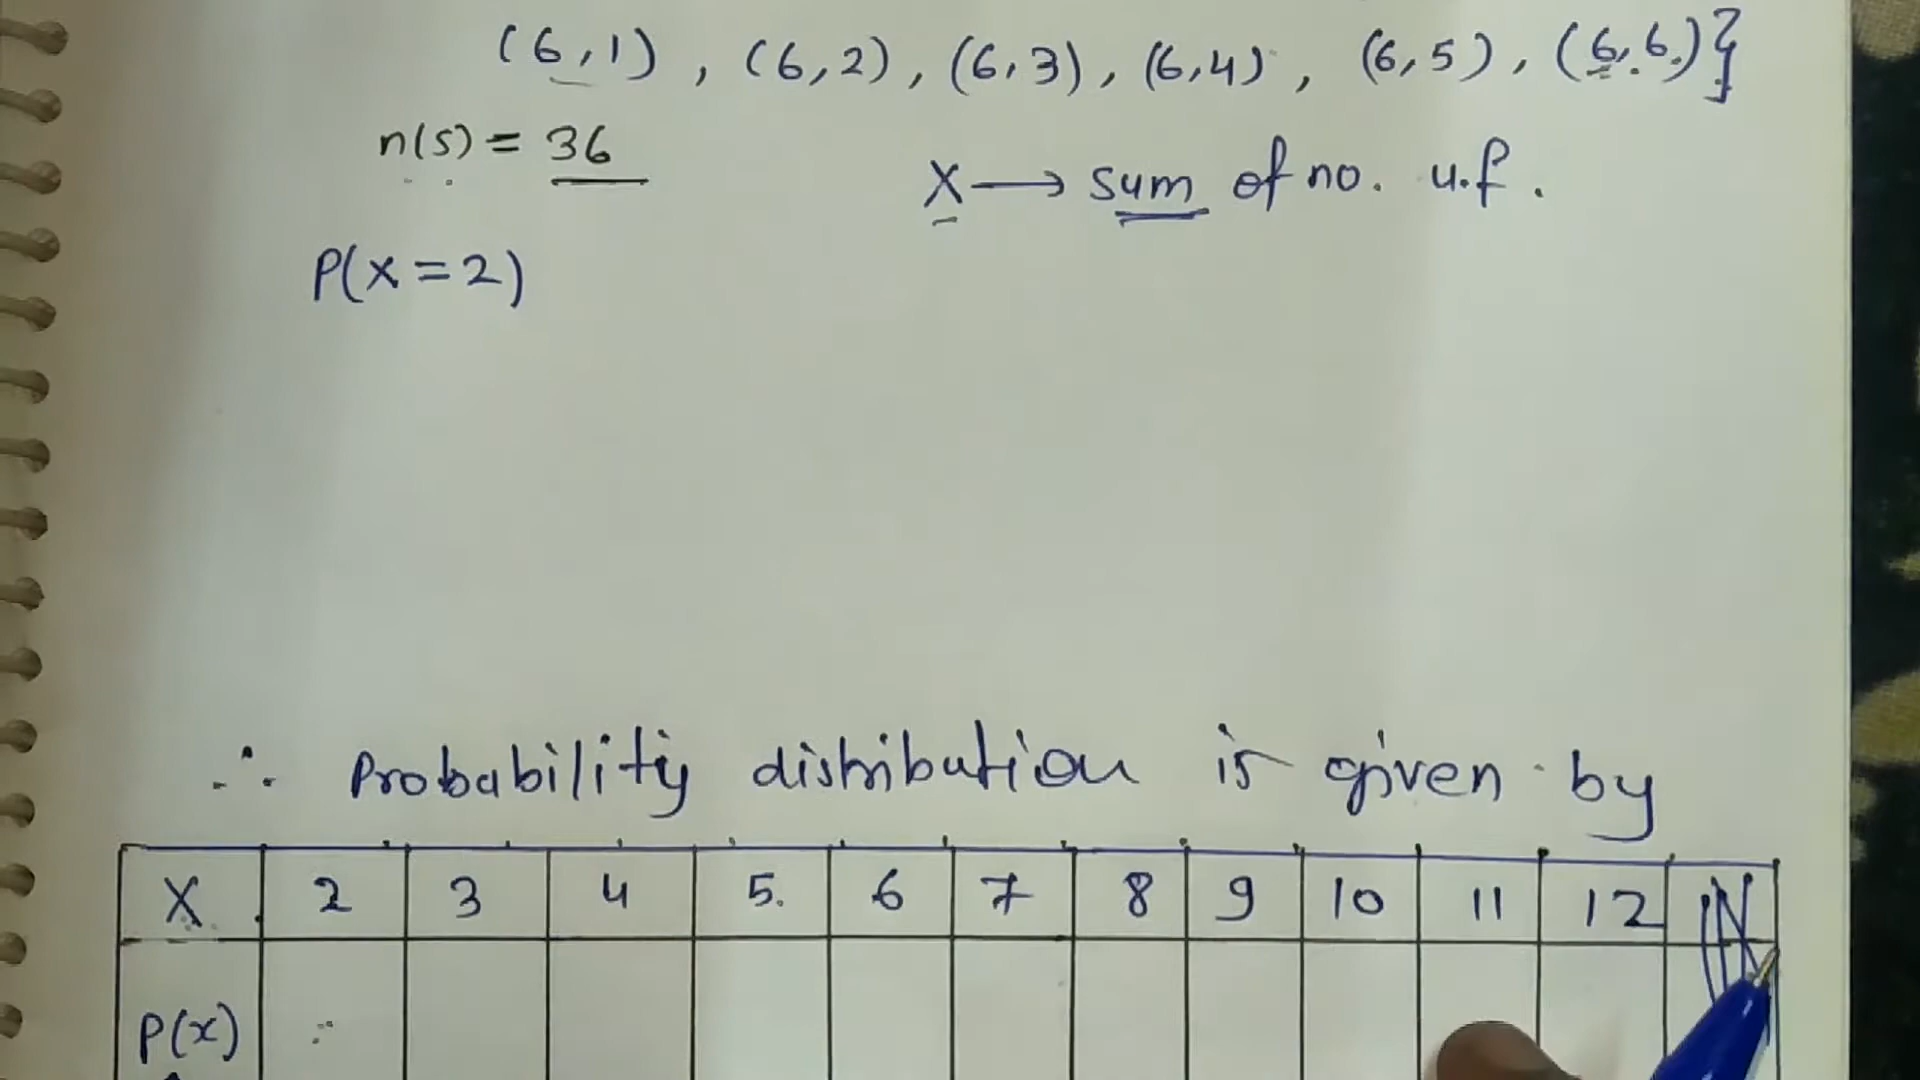 (6,1), (6,2), (6,3), (6,4), (6,5), (6,6)}
n(s) = 36
X → sum of no. u.f.
P(x=2)
∴ Probability distribution is given by
X 2 3 4 5. 6 7 8 9 10 11 12
P(x)